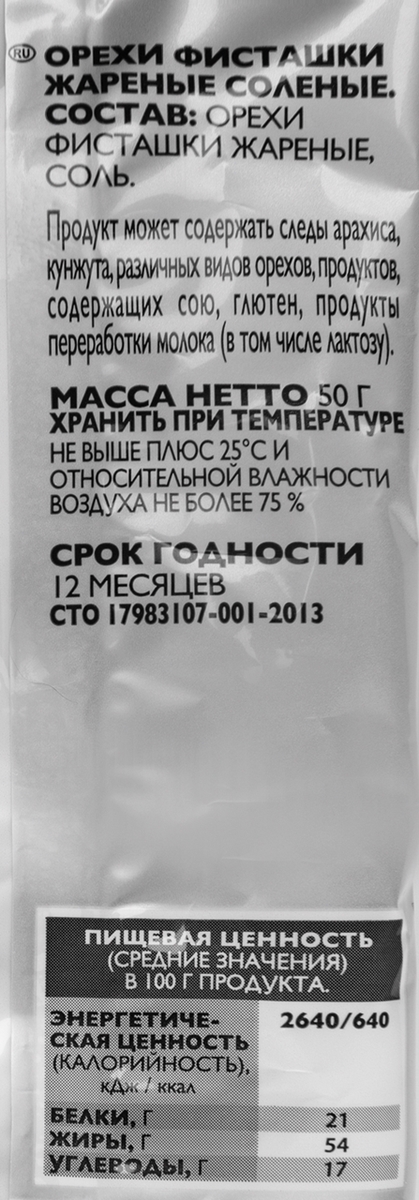 RU ОРЕХИ ФИСТАШКИ
ЖАРЕНЫЕ СОЛЕНЫЕ.
СОСТАВ: ОРЕХИ
ФИСТАШКИ ЖАРЕНЫЕ,
СОЛЬ.
Продукт может содержать следы арахиса,
кунжута, различных видов орехов, продуктов,
содержащих сою, глютен, продукты
переработки молока (в том числе лактозу).
МАССА НЕТТО 50 Г
ХРАНИТЬ ПРИ ТЕМПЕРАТУРЕ
НЕ ВЫШЕ ПЛЮС 25°С И
ОТНОСИТЕЛЬНОЙ ВЛАЖНОСТИ
ВОЗДУХА НЕ БОЛЕЕ 75 %
СРОК ГОДНОСТИ
12 МЕСЯЦЕВ
СТО 17983107-001-2013
ПИЩЕВАЯ ЦЕННОСТЬ
(СРЕДНИЕ ЗНАЧЕНИЯ)
В 100 Г ПРОДУКТА.
ЭНЕРГЕТИЧЕ- 2640/640
СКАЯ ЦЕННОСТЬ
(КАЛОРИЙНОСТЬ),
кДж / ккал
БЕЛКИ, Г 21
ЖИРЫ, Г 54
УГЛЕВОДЫ, Г 17